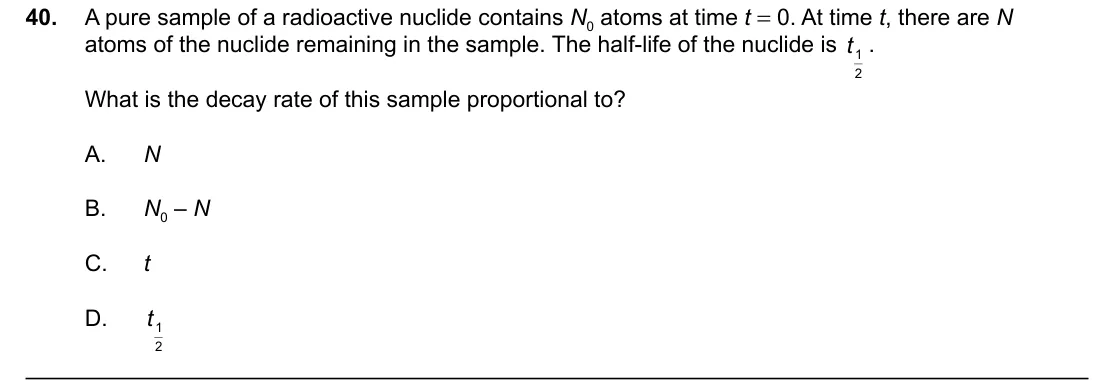 40. A pure sample of a radioactive nuclide contains N₀ atoms at time t = 0. At time t, there are N
atoms of the nuclide remaining in the sample. The half-life of the nuclide is t½.
What is the decay rate of this sample proportional to?
A. N
B. N₀ – N
C. t
D. t½